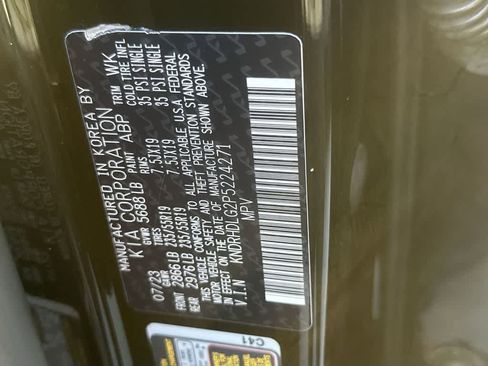 MANUFACTURED IN KOREA BY
KIA CORPORATION
07/23 GVWR 5688 LB PAINT ABP TRIM WK
GAWR TIRES RIMS COLD TIRE INFL
FRONT 2866 LB 235/55R19 7.5JX19 35 PSI SINGLE
REAR 2976 LB 235/55R19 7.5JX19 35 PSI SINGLE
THIS VEHICLE CONFORMS TO ALL APPLICABLE U.S.A FEDERAL
MOTOR VEHICLE SAFETY AND THEFT PREVENTION STANDARDS
IN EFFECT ON THE DATE OF MANUFACTURE SHOWN ABOVE.
V.I.N KNDRHDLG2P5224271
MPV
C41